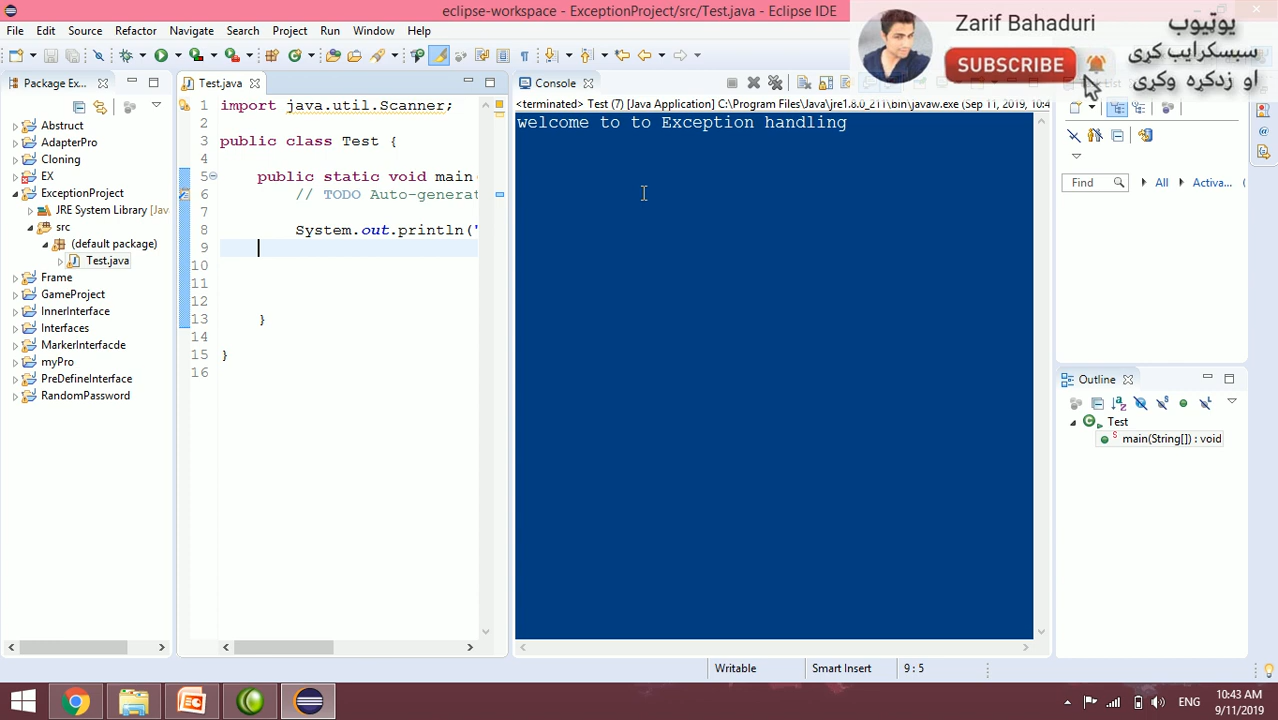 eclipse-workspace - ExceptionProject/src/Test.java - Eclipse IDE
File Edit Source Refactor Navigate Search Project Run Window Help
Zarif Bahaduri
SUBSCRIBE
یوټیوب
سبسکرایب کړی
او زدکړه وکړی
Package Ex...
Abstruct
AdapterPro
Cloning
EX
ExceptionProject
JRE System Library [Jav
src
(default package)
Test.java
Frame
GameProject
InnerInterface
Interfaces
MarkerInterfacde
myPro
PreDefineInterface
RandomPassword
Test.java
1 import java.util.Scanner;
2
3 public class Test {
4
5 public static void main
6 // TODO Auto-generat
7
8 System.out.println("
9
10
11
12
13 }
14
15 }
16
Console
<terminated> Test (7) [Java Application] C:\Program Files\Java\jre1.8.0_211\bin\javaw.exe (Sep 11, 2019, 10:4
welcome to to Exception handling
Find All Activa...
Outline
Test
main(String[]) : void
Writable Smart Insert 9 : 5
ENG
10:43 AM
9/11/2019